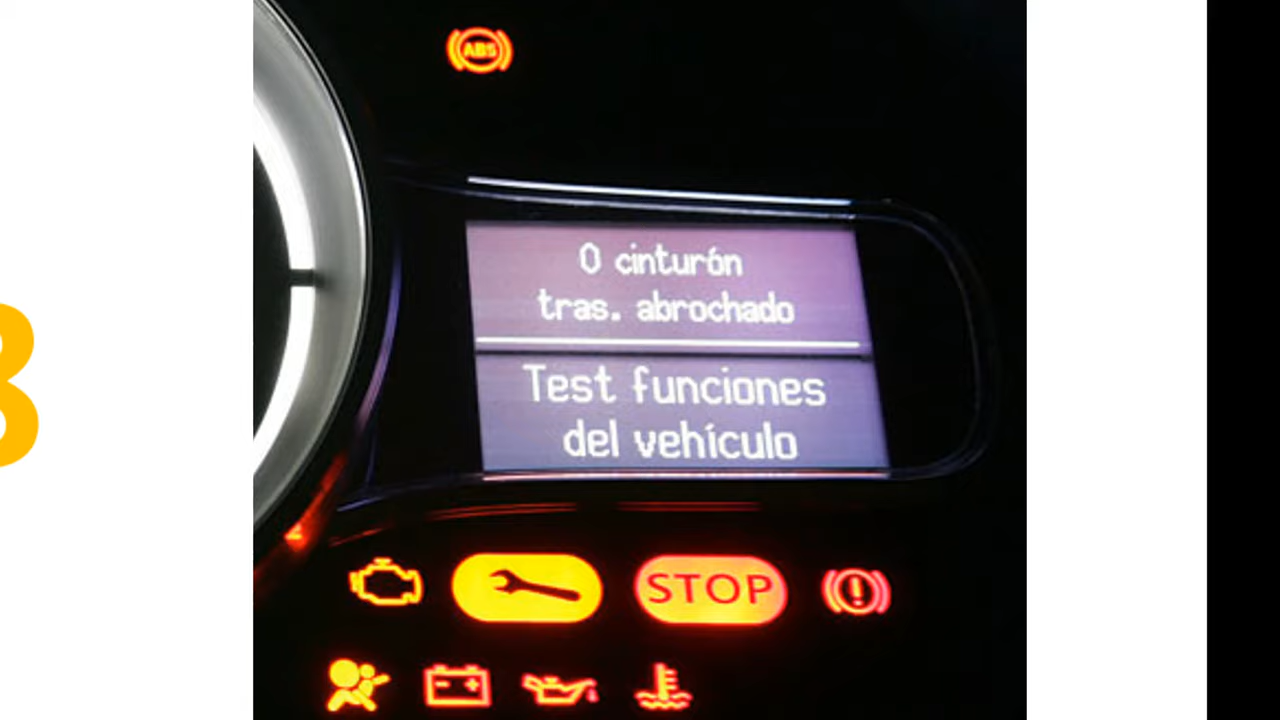 ABS
0 cinturón
tras. abrochado
Test funciones
del vehículo
STOP